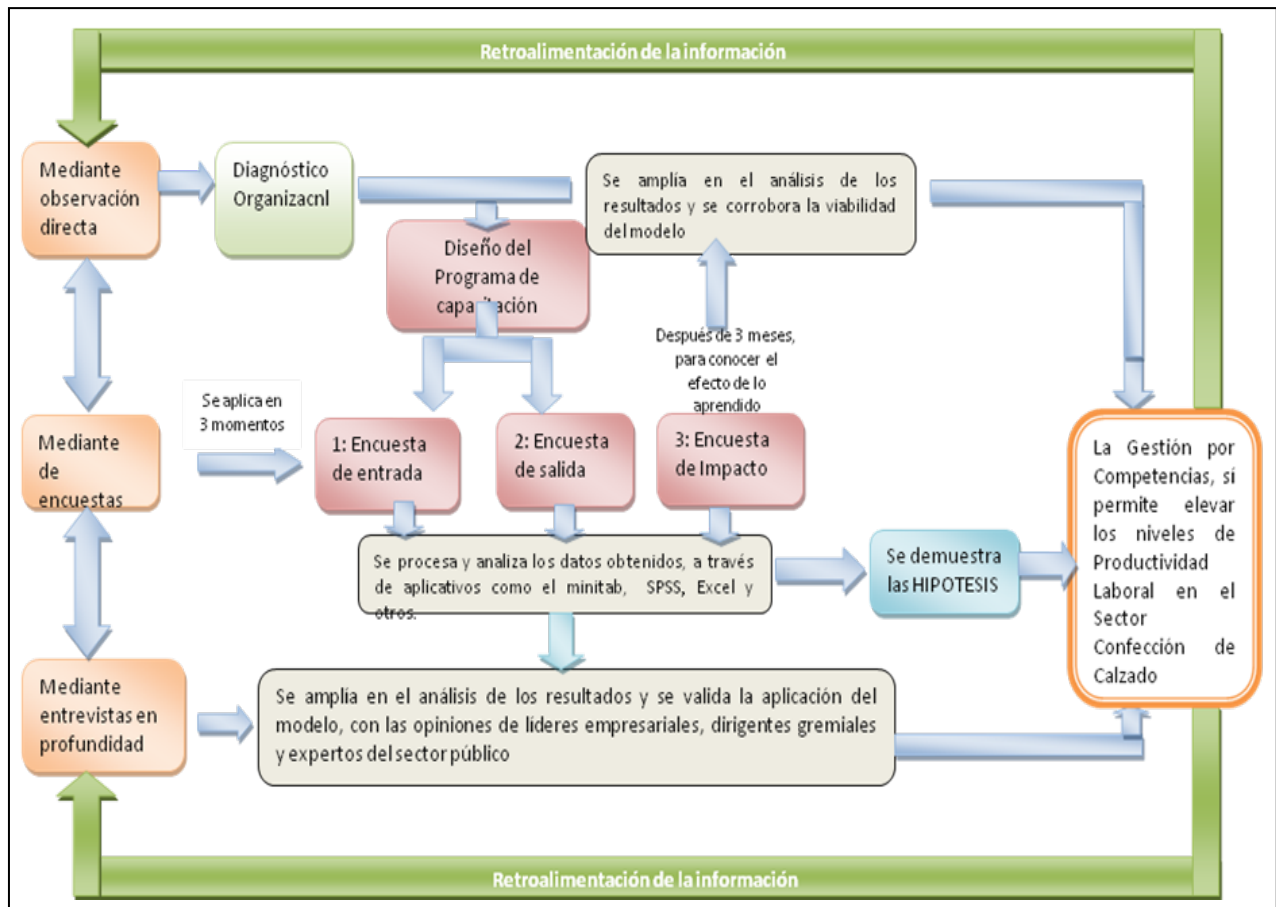 Retroalimentación de la información
Mediante
observación
directa
Diagnóstico
Organizacnl
Se amplía en el análisis de los
resultados y se corrobora la viabilidad
del modelo
Diseño del
Programa de
capacitación
Después de 3 meses,
para conocer el
efecto de lo
aprendido
Se aplica en
3 momentos
Mediante
de
encuestas
1: Encuesta
de entrada
2: Encuesta
de salida
3: Encuesta
de Impacto
La Gestión por
Competencias, sí
permite elevar
los niveles de
Productividad
Laboral en el
Sector
Confección de
Calzado
Se procesa y analiza los datos obtenidos, a través
de aplicativos como el minitab, SPSS, Excel y
otros.
Se demuestra
las HIPOTESIS
Mediante
entrevistas en
profundidad
Se amplía en el análisis de los resultados y se valida la aplicación del
modelo, con las opiniones de líderes empresariales, dirigentes gremiales
y expertos del sector público
Retroalimentación de la información